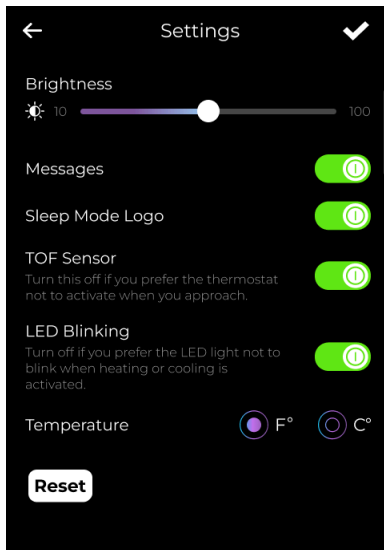 Settings
Brightness
10 100
Messages
Sleep Mode Logo
TOF Sensor
Turn this off if you prefer the thermostat
not to activate when you approach.
LED Blinking
Turn off if you prefer the LED light not to
blink when heating or cooling is
activated.
Temperature F° C°
Reset